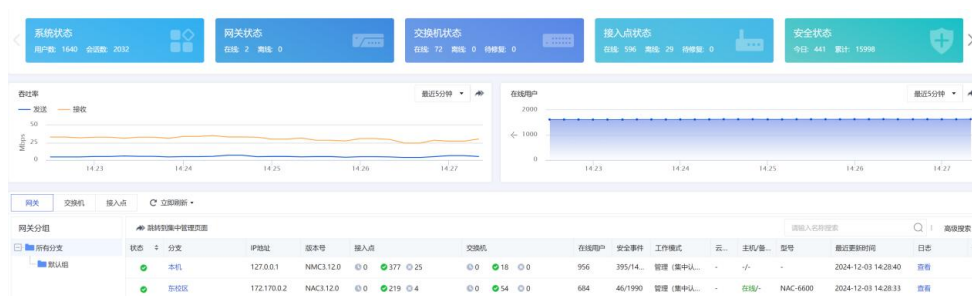 系统状态
用户数: 1640 会话数: 2032
网关状态
在线: 2 离线: 0
交换机状态
在线: 72 离线: 0 待修复: 0
接入点状态
在线: 596 离线: 29 待修复: 0
安全状态
今日: 441 累计: 15998
吞吐率
最近5分钟
发送 接收
Mbps
50
25
0
14:23 14:24 14:25 14:26 14:27
在线用户
最近5分钟
2000
1000
0
14:23 14:24 14:25 14:26 14:27
网关 交换机 接入点 立即刷新
网关分组
所有分支
默认组
跳转到集中管理页面
请输入名称搜索
高级搜索
状态 分支 IP地址 版本号 接入点 交换机 在线用户 安全事件 工作模式 云... 主机/备... 型号 最近更新时间 日志
本机 127.0.0.1 NMC3.12.0 0 377 25 0 18 0 956 395/14... 管理（集中认... - -/- - 2024-12-03 14:28:40 查看
东校区 172.170.0.2 NAC3.12.0 0 219 4 0 54 0 684 46/1990 管理（集中认... - 在线/- NAC-6600 2024-12-03 14:28:33 查看